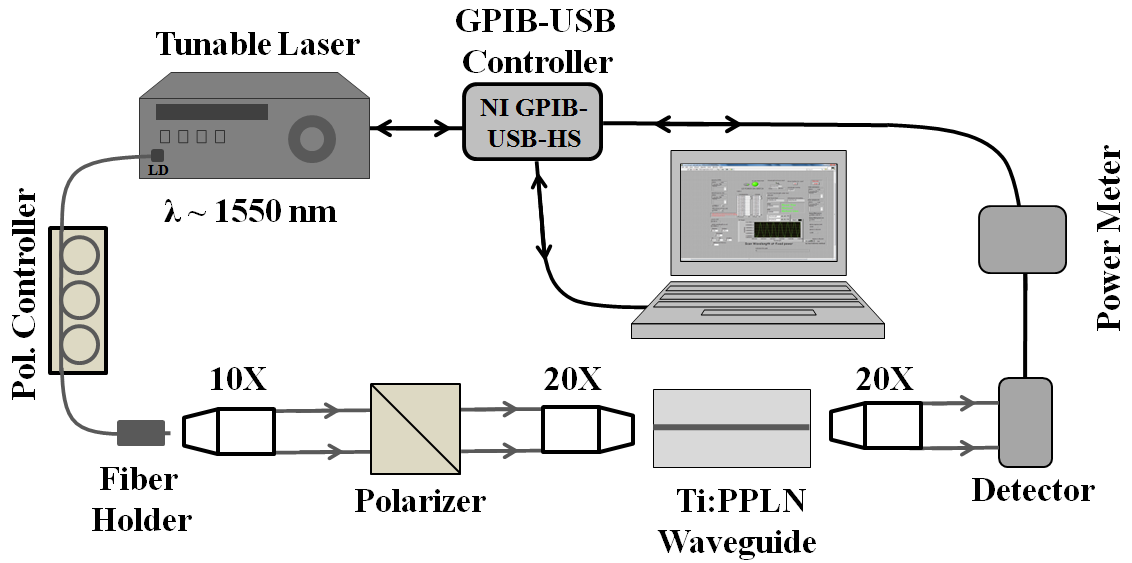 GPIB-USB
Controller
Tunable Laser
NI GPIB-
USB-HS
LD
λ ~ 1550 nm
Pol. Controller
Power Meter
10X
20X
20X
Fiber
Holder
Polarizer
Ti:PPLN
Waveguide
Detector